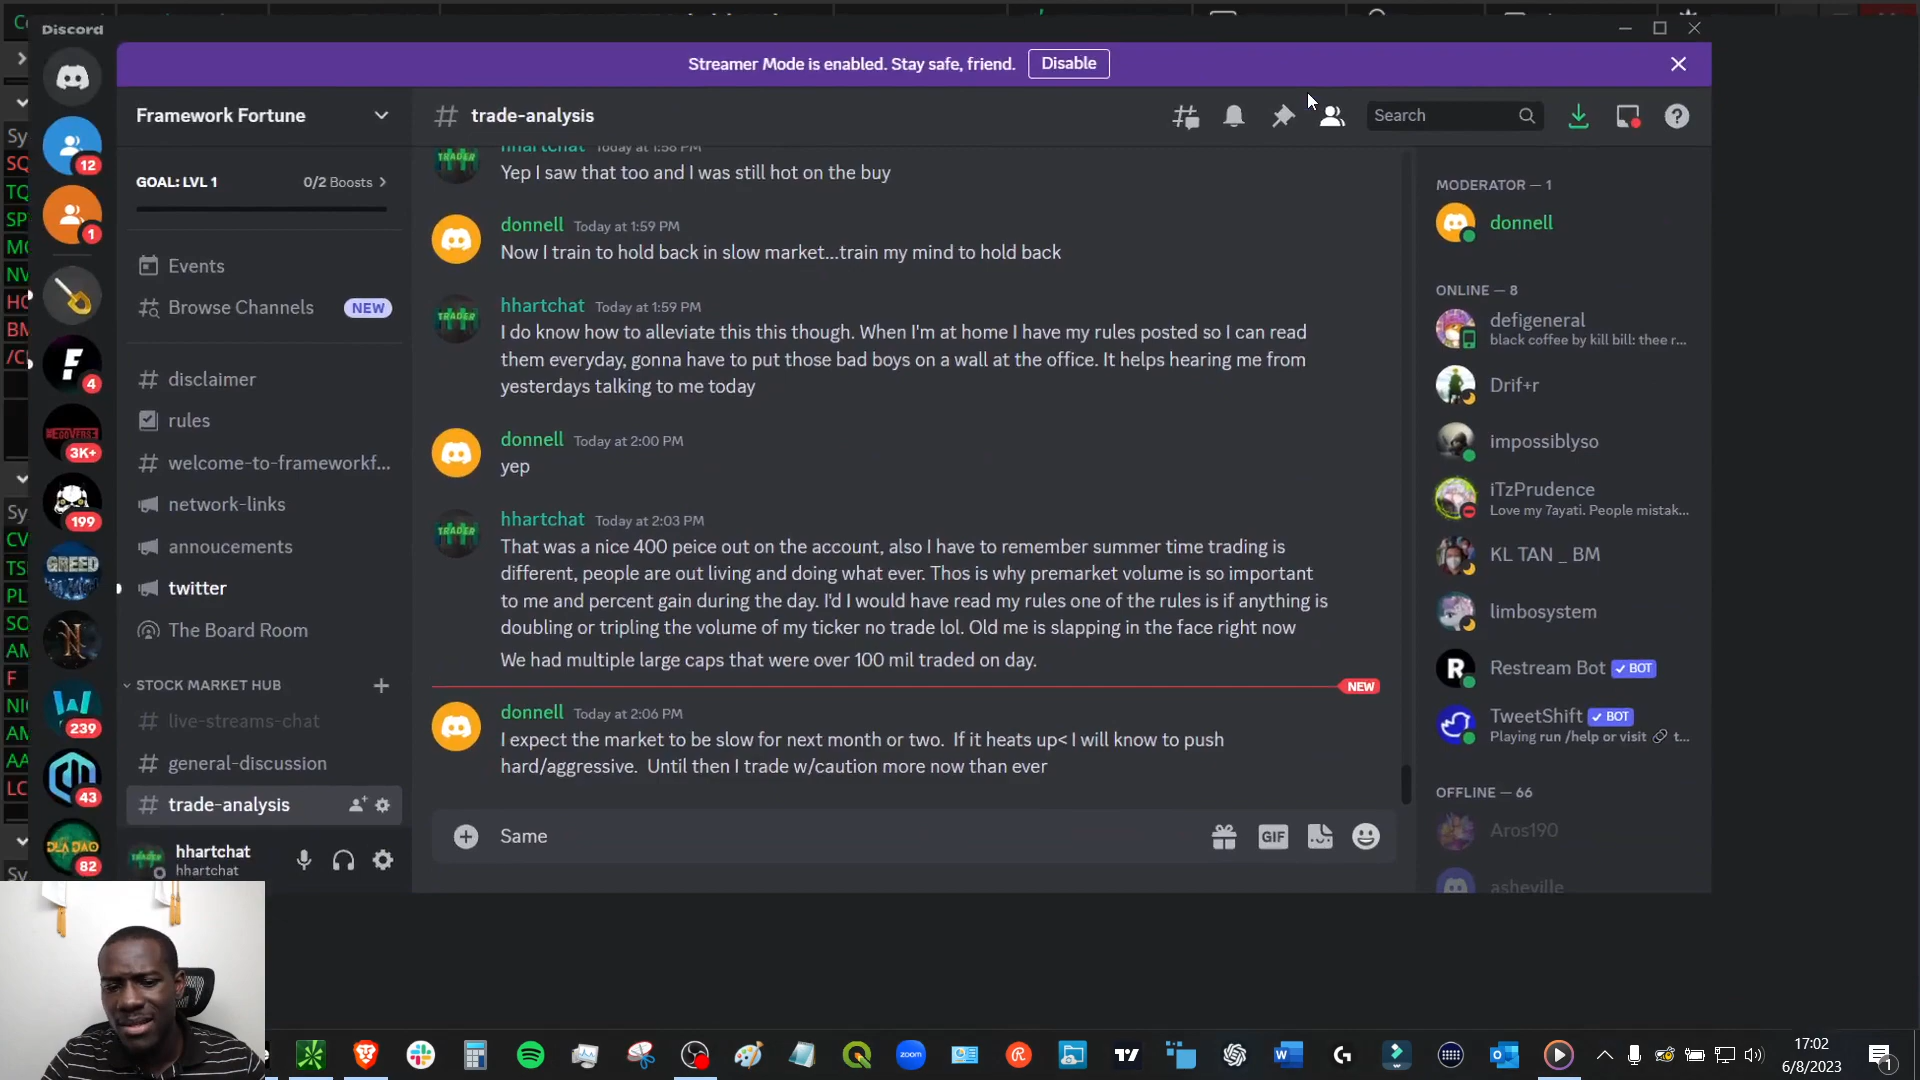 Discord
Streamer Mode is enabled. Stay safe, friend.
Disable
Framework Fortune
trade-analysis
Search
GOAL: LVL 1
0/2 Boosts
Events
Browse Channels
NEW
disclaimer
rules
welcome-to-frameworkf...
network-links
annoucements
twitter
The Board Room
STOCK MARKET HUB
live-streams-chat
general-discussion
trade-analysis
hhartchat
hhartchat
12
1
4
3K+
199
GREED
239
43
82
hhartchat Today at 1:58 PM
Yep I saw that too and I was still hot on the buy
donnell Today at 1:59 PM
Now I train to hold back in slow market...train my mind to hold back
hhartchat Today at 1:59 PM
I do know how to alleviate this this though. When I'm at home I have my rules posted so I can read
them everyday, gonna have to put those bad boys on a wall at the office. It helps hearing me from
yesterdays talking to me today
donnell Today at 2:00 PM
yep
hhartchat Today at 2:03 PM
That was a nice 400 peice out on the account, also I have to remember summer time trading is
different, people are out living and doing what ever. Thos is why premarket volume is so important
to me and percent gain during the day. I'd I would have read my rules one of the rules is if anything is
doubling or tripling the volume of my ticker no trade lol. Old me is slapping in the face right now
We had multiple large caps that were over 100 mil traded on day.
NEW
donnell Today at 2:06 PM
I expect the market to be slow for next month or two. If it heats up< I will know to push
hard/aggressive. Until then I trade w/caution more now than ever
Same
GIF
MODERATOR — 1
donnell
ONLINE — 8
defigeneral
black coffee by kill bill: thee r...
Drif+r
impossiblyso
iTzPrudence
Love my 7ayati. People mistak...
KL TAN _ BM
limbosystem
Restream Bot
BOT
TweetShift
BOT
Playing run /help or visit t...
OFFLINE — 66
Aros190
asheville
zoom
17:02
6/8/2023
1